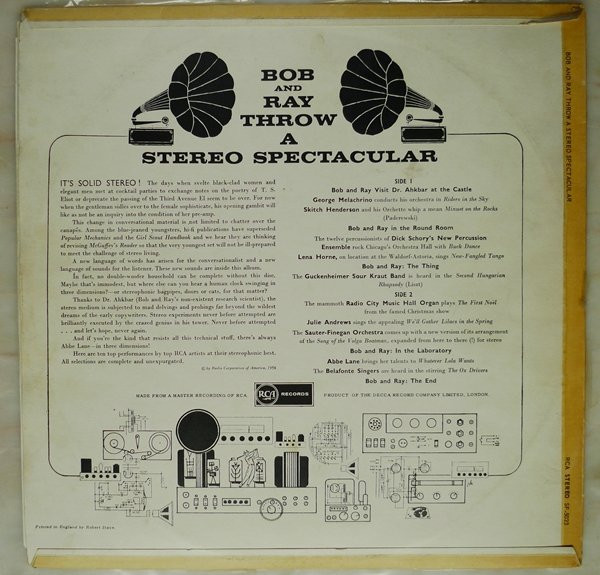 BOB
AND
RAY
THROW
A
STEREO SPECTACULAR
IT'S SOLID STEREO! The days when svelte black-clad women and
elegant men met at cocktail parties to exchange notes on the poetry of T. S.
Eliot or deprecate the passing of the Third Avenue El seem to be over. For now
when the gentleman sidles over to the female sophisticate, his opening gambit will
like as not be an inquiry into the condition of her pre-amp.
This change in conversational material is not limited to chatter over the
canapés. Among the blue-jeaned youngsters, hi-fi publications have superseded
Popular Mechanics and the Girl Scout Handbook and we hear they are thinking
of revising McGuffey's Reader so that the very youngest set will not be ill-prepared
to meet the challenge of stereo living.
A new language of words has arisen for the conversationalist and a new
language of sounds for the listener. These new sounds are inside this album.
In fact, no double-woofer household can be complete without this disc.
Maybe that's immodest, but where else can you hear a human clock swinging in
three dimensions?—or stereophonic bagpipes, doors or cats, for that matter?
Thanks to Dr. Ahkbar (Bob and Ray's non-existent research scientist), the
stereo medium is subjected to mad delvings and probings far beyond the wildest
dreams of the early copywriters. Stereo experiments never before attempted are
brilliantly executed by the crazed genius in his tower. Never before attempted
. . . and let's hope, never again.
And if you're the kind that resists all this technical stuff, there's always
Abbe Lane—in three dimensions!
Here are ten top performances by top RCA artists at their stereophonic best.
All selections are complete and unexpurgated.
© by Radio Corporation of America, 1958
SIDE 1
Bob and Ray Visit Dr. Ahkbar at the Castle
George Melachrino conducts his orchestra in Riders in the Sky
Skitch Henderson and his Orchestra whip a mean Minuet on the Rocks
(Paderewski)
Bob and Ray in the Round Room
The twelve percussionists of Dick Schory's New Percussion
Ensemble rock Chicago's Orchestra Hall with Buck Dance
Lena Horne, on location at the Waldorf-Astoria, sings New-Fangled Tango
Bob and Ray: The Thing
The Guckenheimer Sour Kraut Band is heard in the Second Hungarian
Rhapsody (Liszt)
SIDE 2
The mammoth Radio City Music Hall Organ plays The First Noel
from the famed Christmas show
Julie Andrews sings the appealing We'll Gather Lilacs in the Spring
The Sauter-Finegan Orchestra comes up with a new version of its arrangement
of the Song of the Volga Boatman, expanded from here to there (!) for stereo
Bob and Ray: In the Laboratory
Abbe Lane brings her talents to Whatever Lola Wants
The Belafonte Singers are heard in the stirring The Ox Drivers
Bob and Ray: The End
MADE FROM A MASTER RECORDING OF RCA
RCA RECORDS
PRODUCT OF THE DECCA RECORD COMPANY LIMITED, LONDON.
Printed in England by Robert Stace.
BOB AND RAY THROW A STEREO SPECTACULAR
RCA STEREO SF-5023